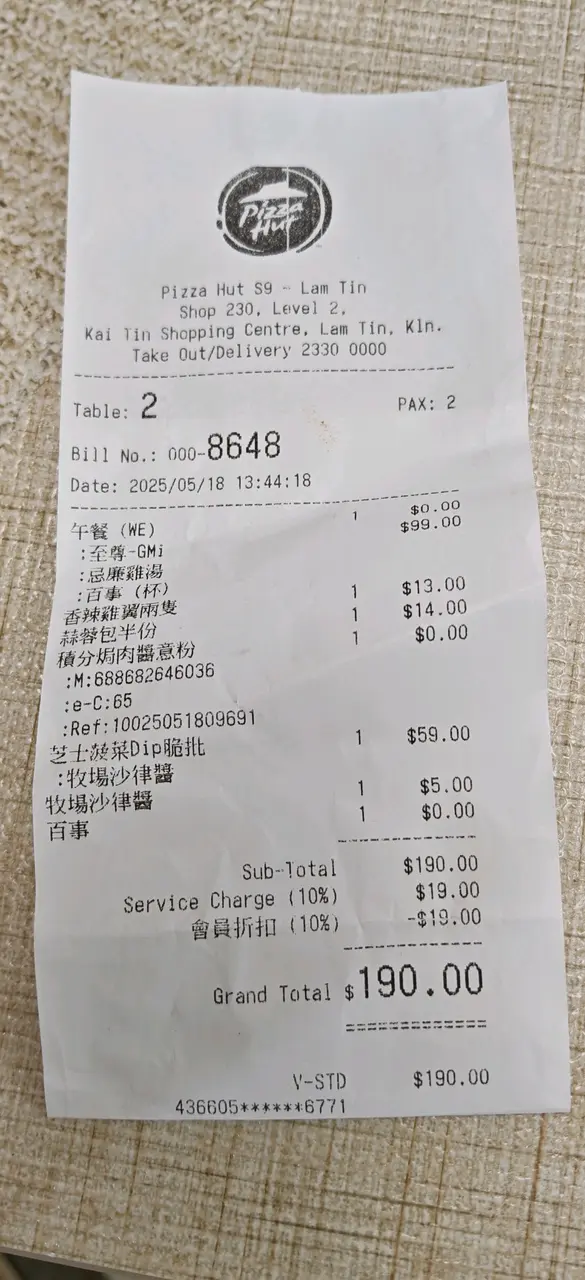 Pizza Hut
Pizza Hut S9 - Lam Tin
Shop 230, Level 2,
Kai Tin Shopping Centre, Lam Tin, Kln.
Take Out/Delivery 2330 0000
Table: 2 PAX: 2
Bill No.: 000-8648
Date: 2025/05/18 13:44:18
午餐 (WE) 1 $0.00
:至尊-GMi $99.00
:忌廉雞湯
:百事 (杯)
香辣雞翼兩隻 1 $13.00
蒜蓉包半份 1 $14.00
積分焗肉醬意粉 1 $0.00
:M:688682646036
:e-C:65
:Ref:10025051809691
芝士菠菜Dip脆批 1 $59.00
:牧場沙律醬
牧場沙律醬 1 $5.00
百事 1 $0.00
Sub-Total $190.00
Service Charge (10%) $19.00
會員折扣 (10%) -$19.00
Grand Total $190.00
V-STD $190.00
436605******6771